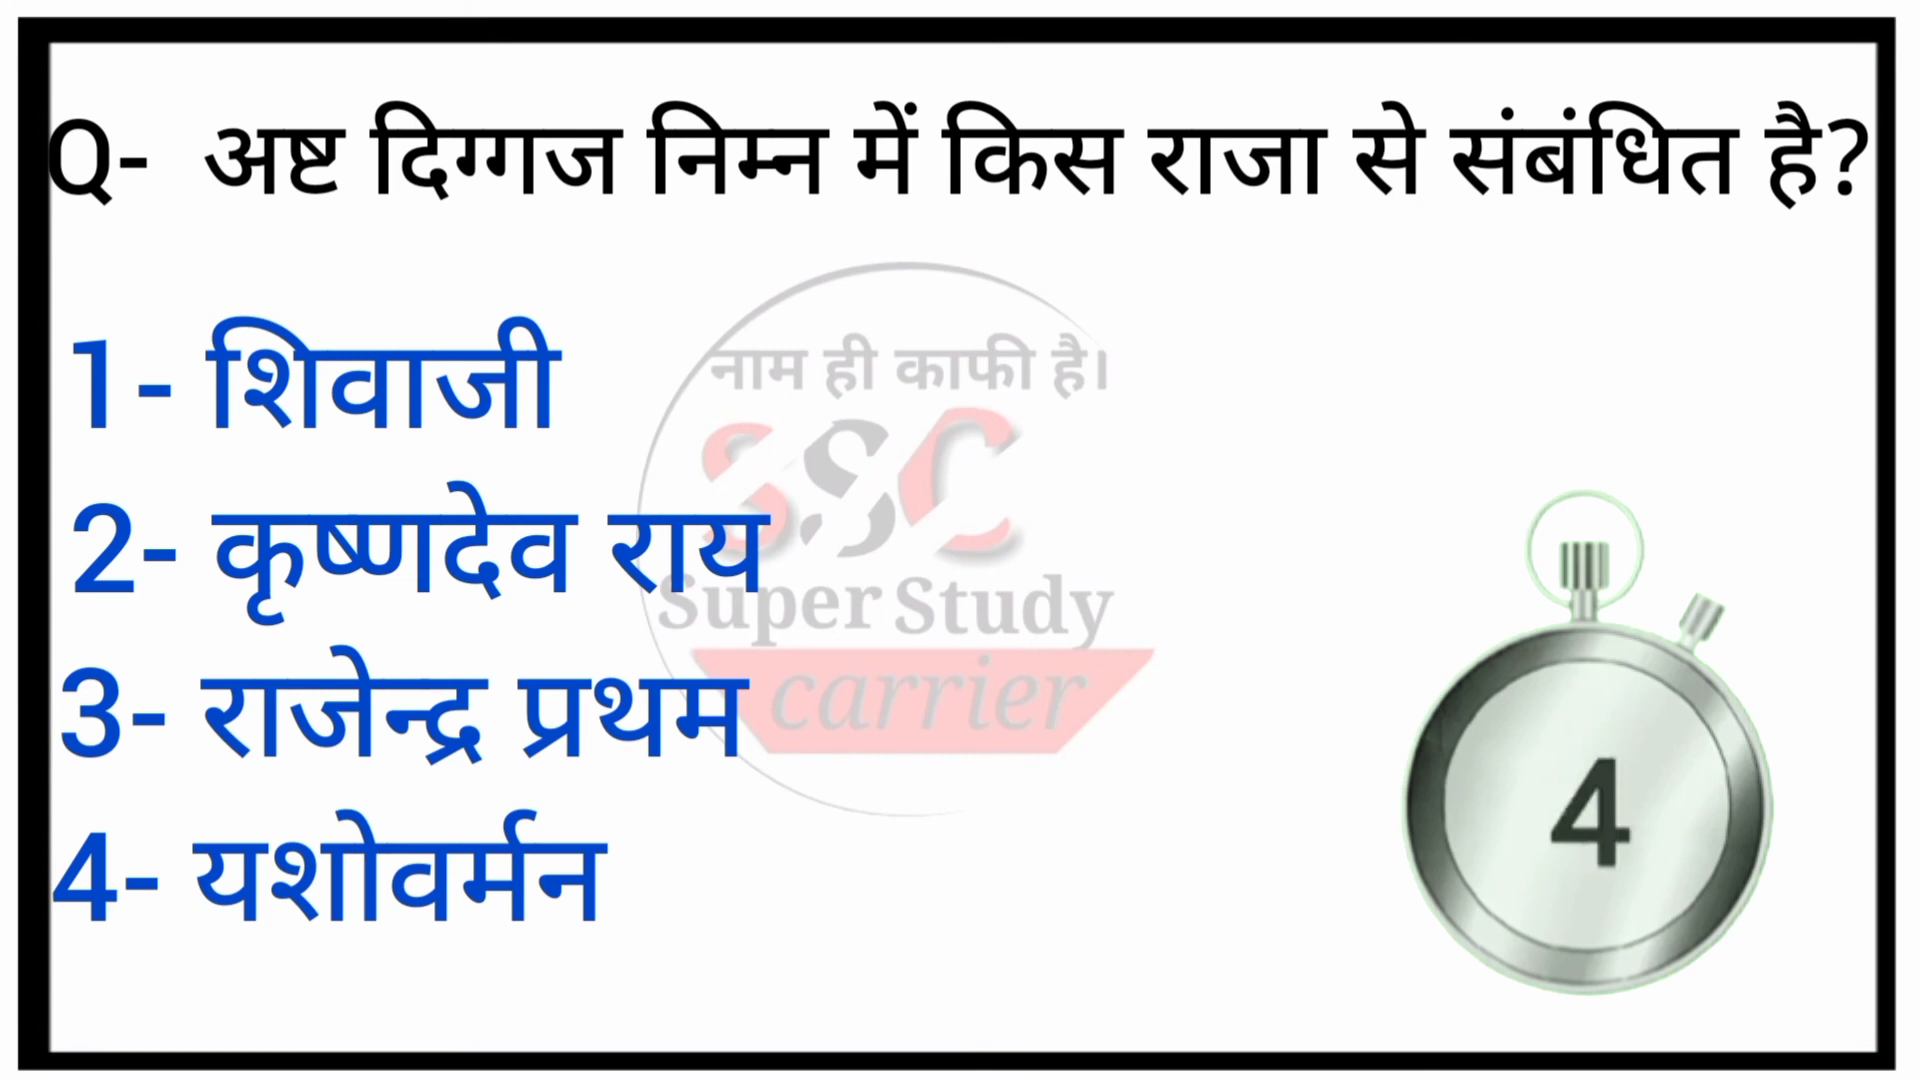 Q- अष्ट दिग्गज निम्न में किस राजा से संबंधित है?
नाम ही काफी है।
1- शिवाजी
SSC
2- कृष्णदेव राय
Super Study
3- राजेन्द्र प्रथम
carrier
4- यशोवर्मन
4